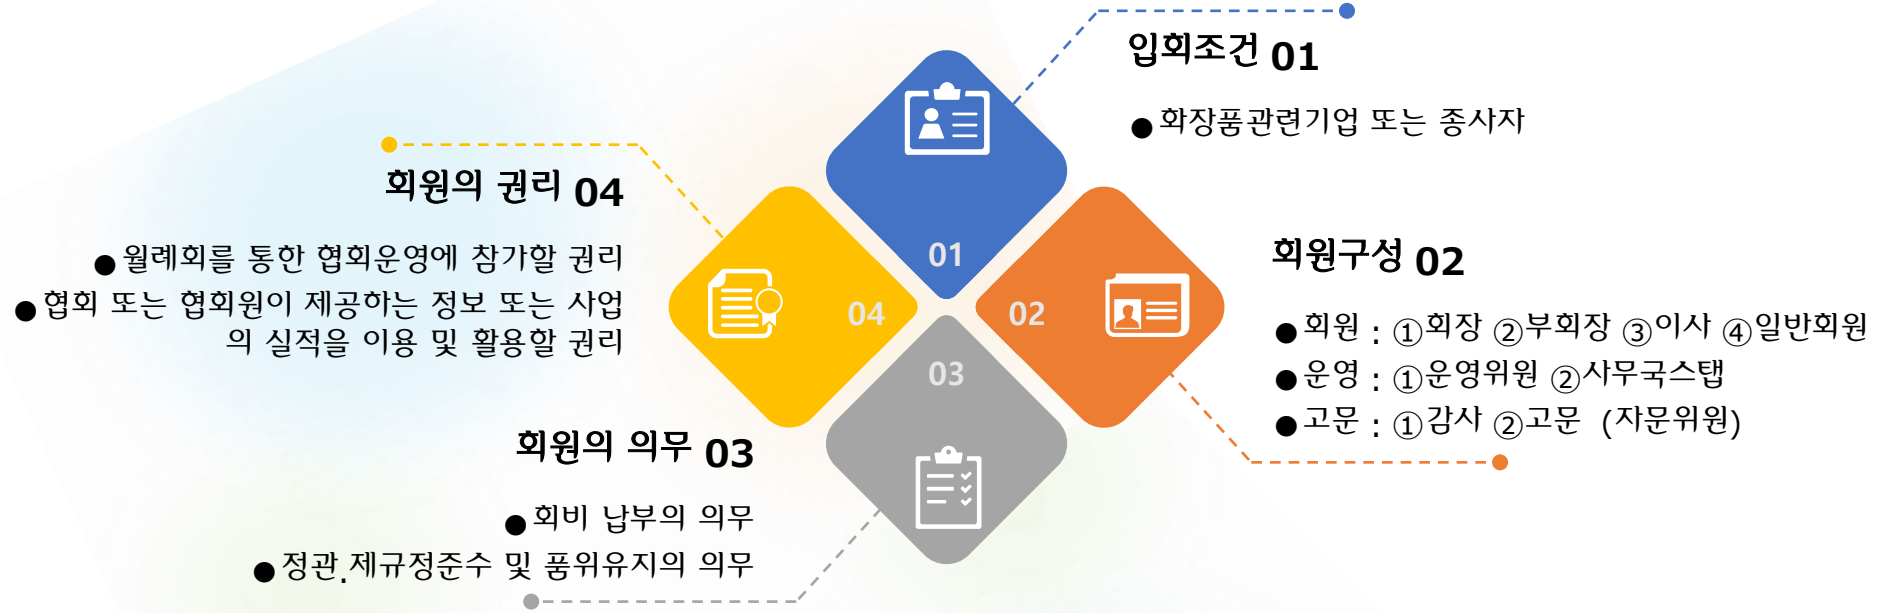 입회조건 01
●화장품관련기업 또는 종사자
회원구성 02
●회원 : ①회장 ②부회장 ③이사 ④일반회원
●운영 : ①운영위원 ②사무국스탭
●고문 : ①감사 ②고문 (자문위원)
회원의 의무 03
●회비 납부의 의무
●정관.제규정준수 및 품위유지의 의무
회원의 권리 04
●월례회를 통한 협회운영에 참가할 권리
●협회 또는 협회원이 제공하는 정보 또는 사업
의 실적을 이용 및 활용할 권리
01
02
03
04